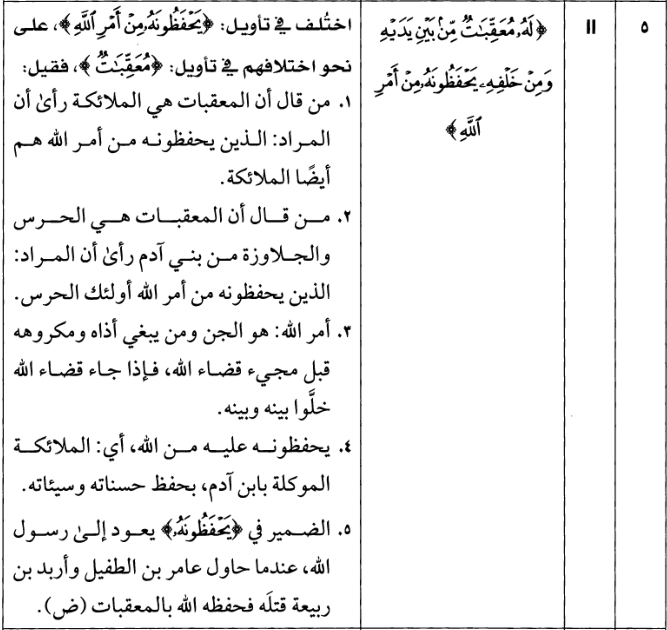 ٥
١١
﴿لَهُۥ مُعَقِّبَٰتٌ مِّنۢ بَيْنِ يَدَيْهِ
وَمِنْ خَلْفِهِۦ يَحْفَظُونَهُۥ مِنْ أَمْرِ
ٱللَّهِ﴾
اختُلف في تأويل: ﴿يَحْفَظُونَهُۥ مِنْ أَمْرِ ٱللَّهِ﴾، على
نحو اختلافهم في تأويل: ﴿مُعَقِّبَٰتٌ﴾، فقيل:
١. من قال أن المعقبات هي الملائكة رأىٰ أن
المراد: الذين يحفظونه من أمر الله هم
أيضًا الملائكة.
٢. من قال أن المعقبات هي الحرس
والجلاوزة من بني آدم رأىٰ أن المراد:
الذين يحفظونه من أمر الله أولئك الحرس.
٣. أمر الله: هو الجن ومن يبغي أذاه ومكروهه
قبل مجيء قضاء الله، فإذا جاء قضاء الله
خلَّوا بينه وبينه.
٤. يحفظونه عليه من الله، أي: الملائكة
الموكلة بابن آدم، بحفظ حسناته وسيئاته.
٥. الضمير في ﴿يَحْفَظُونَهُۥ﴾ يعود إلىٰ رسول
الله، عندما حاول عامر بن الطفيل وأربد بن
ربيعة قتلَه فحفظه الله بالمعقبات (ض).